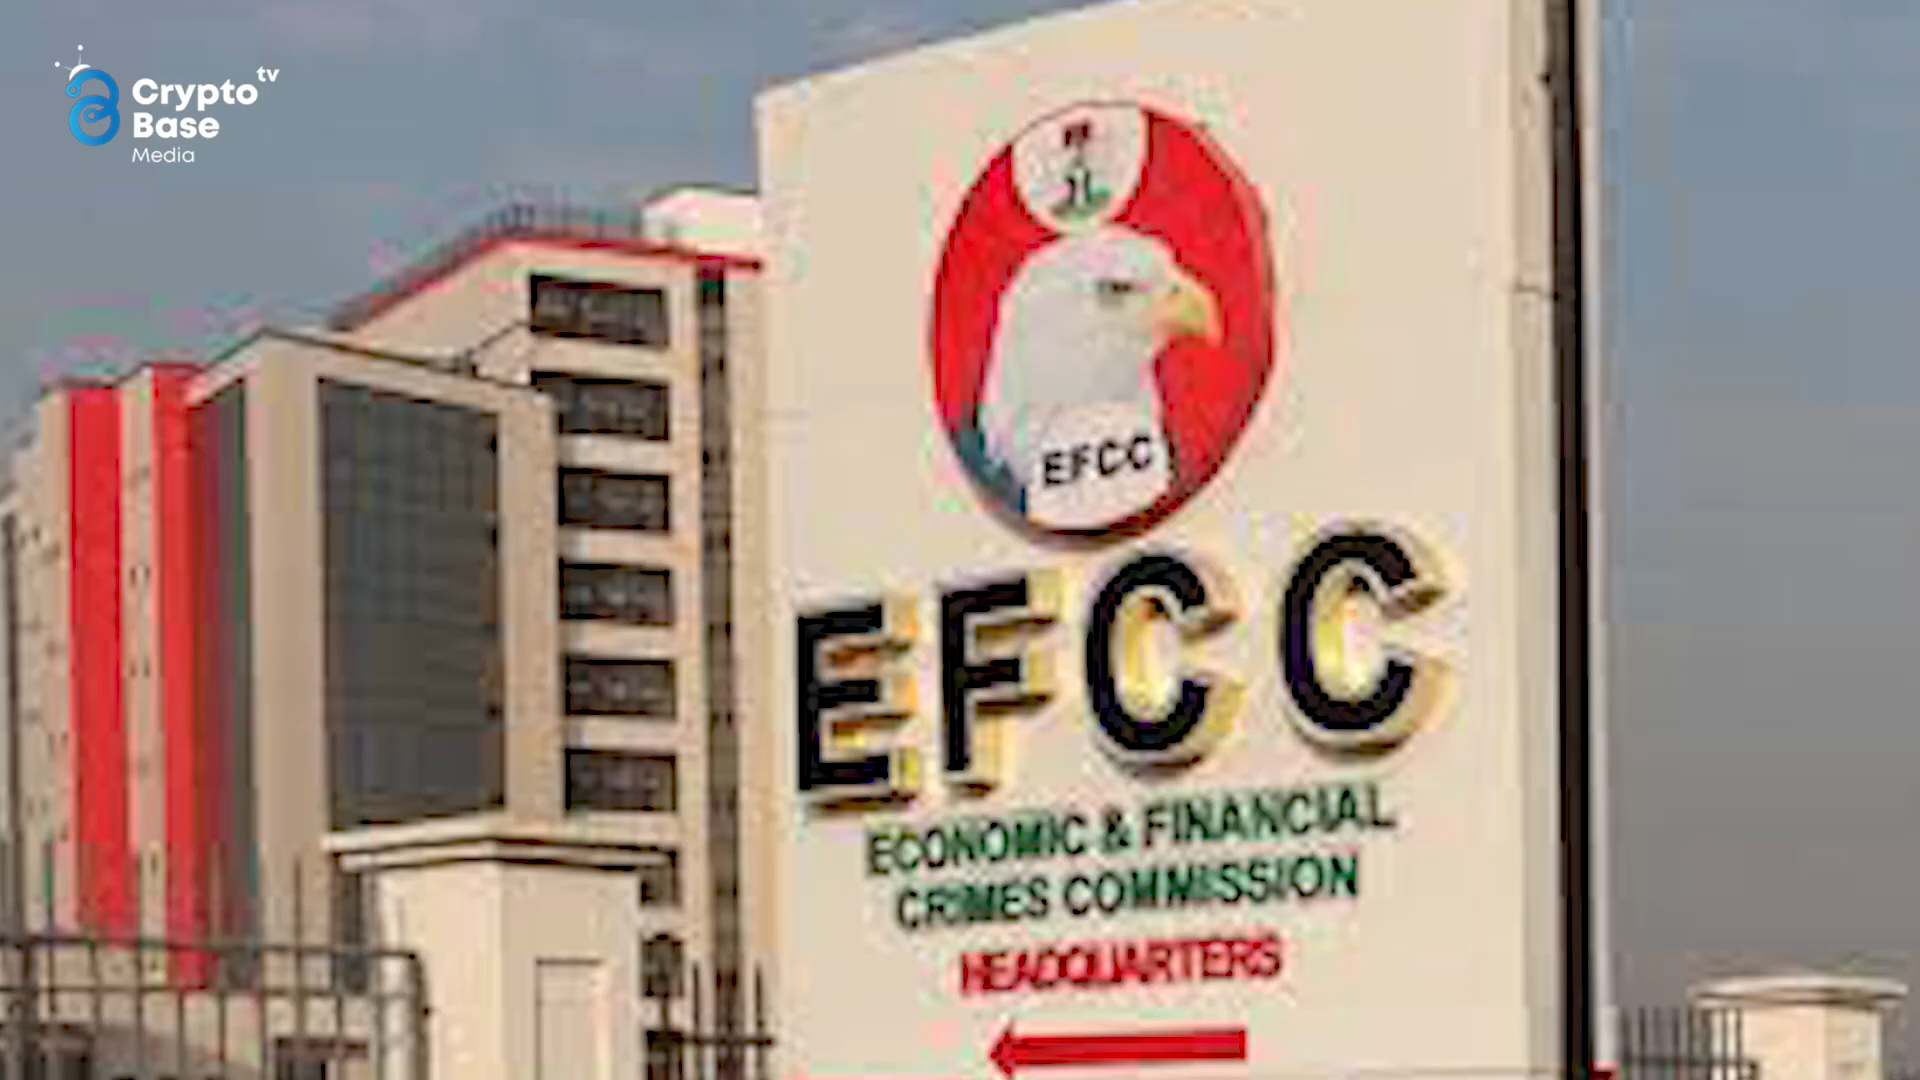 Crypto tv
Base
Media
EFCC
EFCC
ECONOMIC & FINANCIAL
CRIMES COMMISSION
HEADQUARTERS